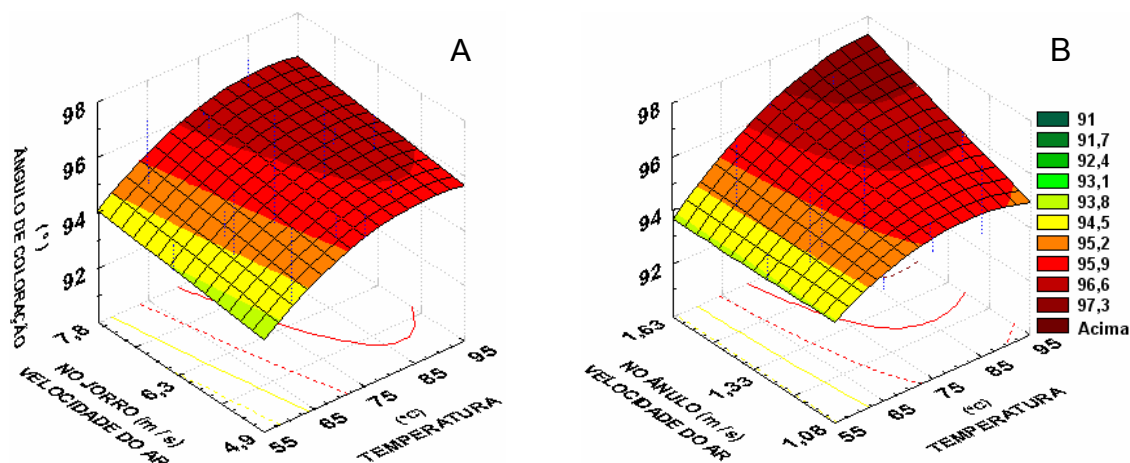 A
98
96
94
92
ÂNGULO DE COLORAÇÃO
(°)
7,8
6,3
4,9
NO JORRO (m/s)
VELOCIDADE DO AR
55
65
75
85
95
(°C)
TEMPERATURA
B
98
96
94
92
1,63
1,33
1,08
NO ÂNULO (m/s)
VELOCIDADE DO AR
55
65
75
85
95
(°C)
TEMPERATURA
91
91,7
92,4
93,1
93,8
94,5
95,2
95,9
96,6
97,3
Acima